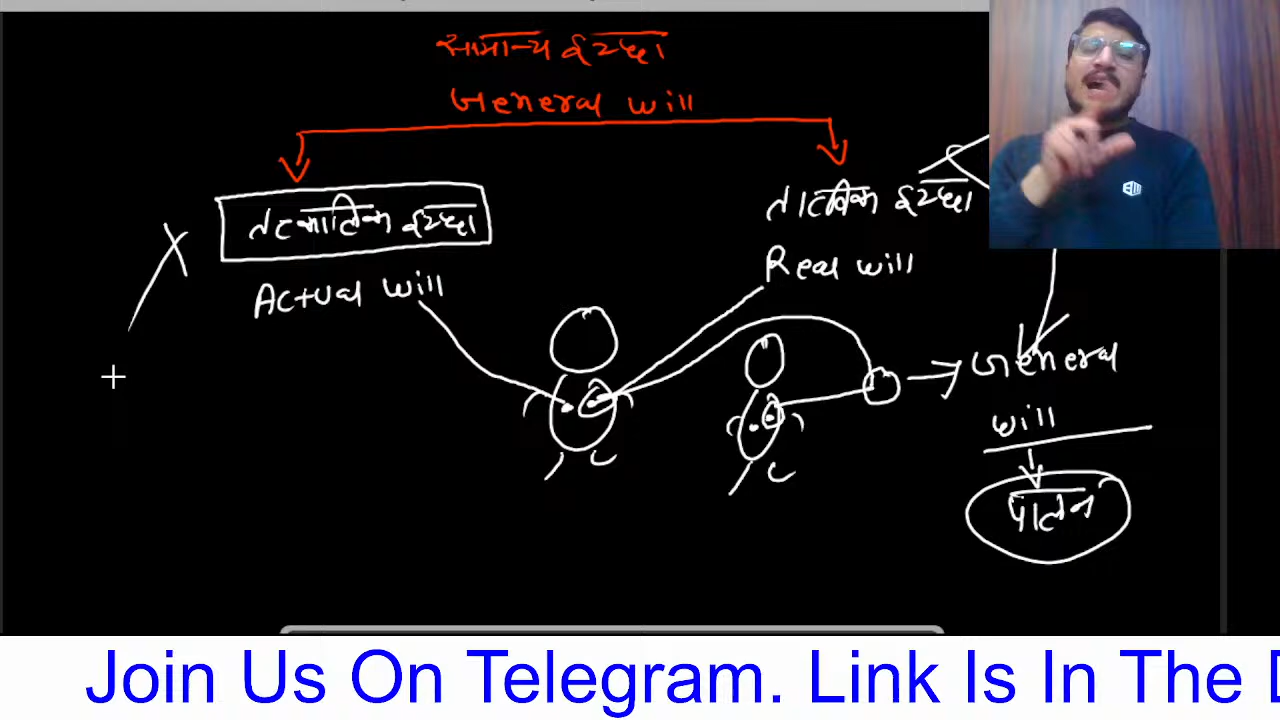 सामान्य इच्छा
General will
तात्कालिक इच्छा
Actual will
वास्तविक इच्छा
Real will
General
will
पालन
Join Us On Telegram. Link Is In The D